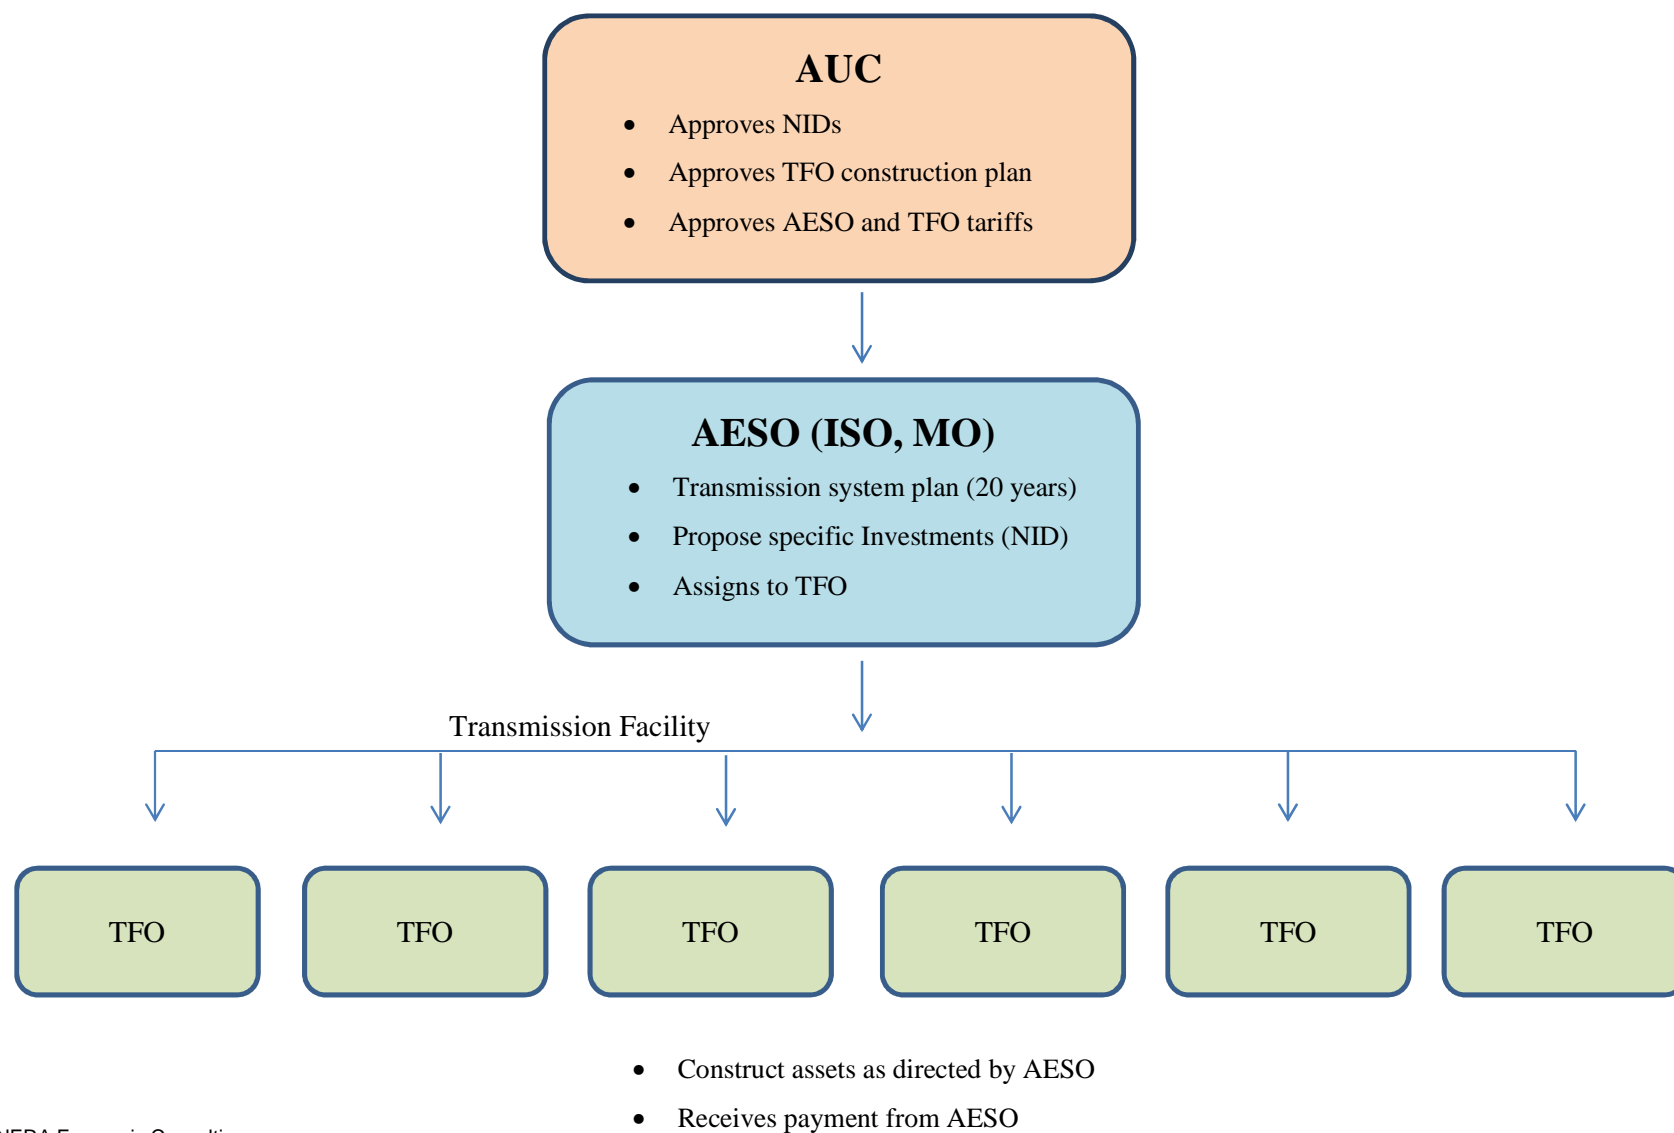 AUC
• Approves NIDs
• Approves TFO construction plan
• Approves AESO and TFO tariffs
AESO (ISO, MO)
• Transmission system plan (20 years)
• Propose specific Investments (NID)
• Assigns to TFO
Transmission Facility
TFO TFO TFO TFO TFO TFO
• Construct assets as directed by AESO
• Receives payment from AESO